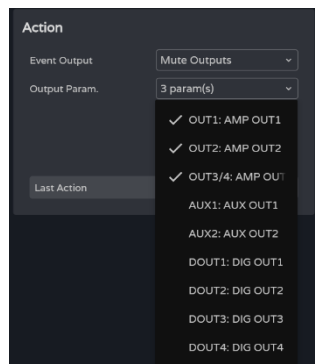 Action
Event Output
Mute Outputs
Output Param.
3 param(s)
OUT1: AMP OUT1
OUT2: AMP OUT2
OUT3/4: AMP OUT
AUX1: AUX OUT1
Last Action
AUX2: AUX OUT2
DOUT1: DIG OUT1
DOUT2: DIG OUT2
DOUT3: DIG OUT3
DOUT4: DIG OUT4